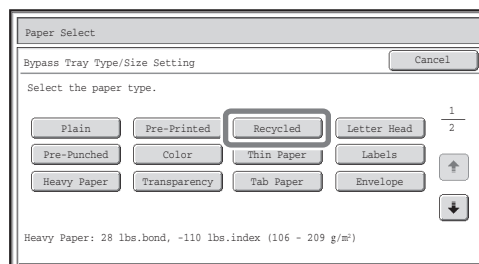 Paper Select
Bypass Tray Type/Size Setting Cancel
Select the paper type.
Plain Pre-Printed Recycled Letter Head
Pre-Punched Color Thin Paper Labels
Heavy Paper Transparency Tab Paper Envelope
1
2
Heavy Paper: 28 lbs.bond, -110 lbs.index (106 - 209 g/m²)